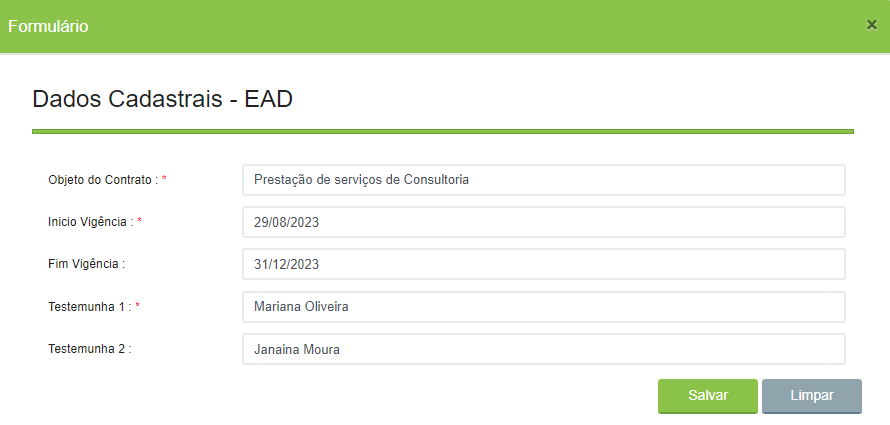 Formulário ×
Dados Cadastrais - EAD
Objeto do Contrato : * Prestação de serviços de Consultoria
Inicio Vigência : * 29/08/2023
Fim Vigência : 31/12/2023
Testemunha 1 : * Mariana Oliveira
Testemunha 2 : Janaina Moura
Salvar Limpar